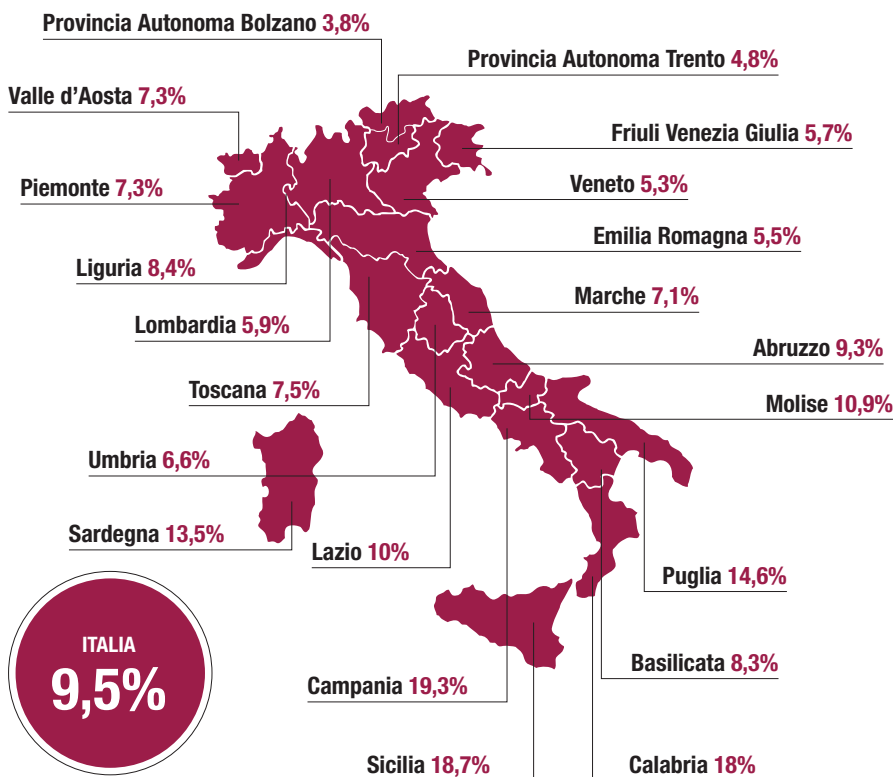 Provincia Autonoma Bolzano 3,8%
Provincia Autonoma Trento 4,8%
Valle d'Aosta 7,3%
Friuli Venezia Giulia 5,7%
Piemonte 7,3%
Veneto 5,3%
Emilia Romagna 5,5%
Liguria 8,4%
Marche 7,1%
Lombardia 5,9%
Abruzzo 9,3%
Toscana 7,5%
Molise 10,9%
Umbria 6,6%
Sardegna 13,5%
Lazio 10%
Puglia 14,6%
ITALIA
9,5%
Basilicata 8,3%
Campania 19,3%
Sicilia 18,7%
Calabria 18%